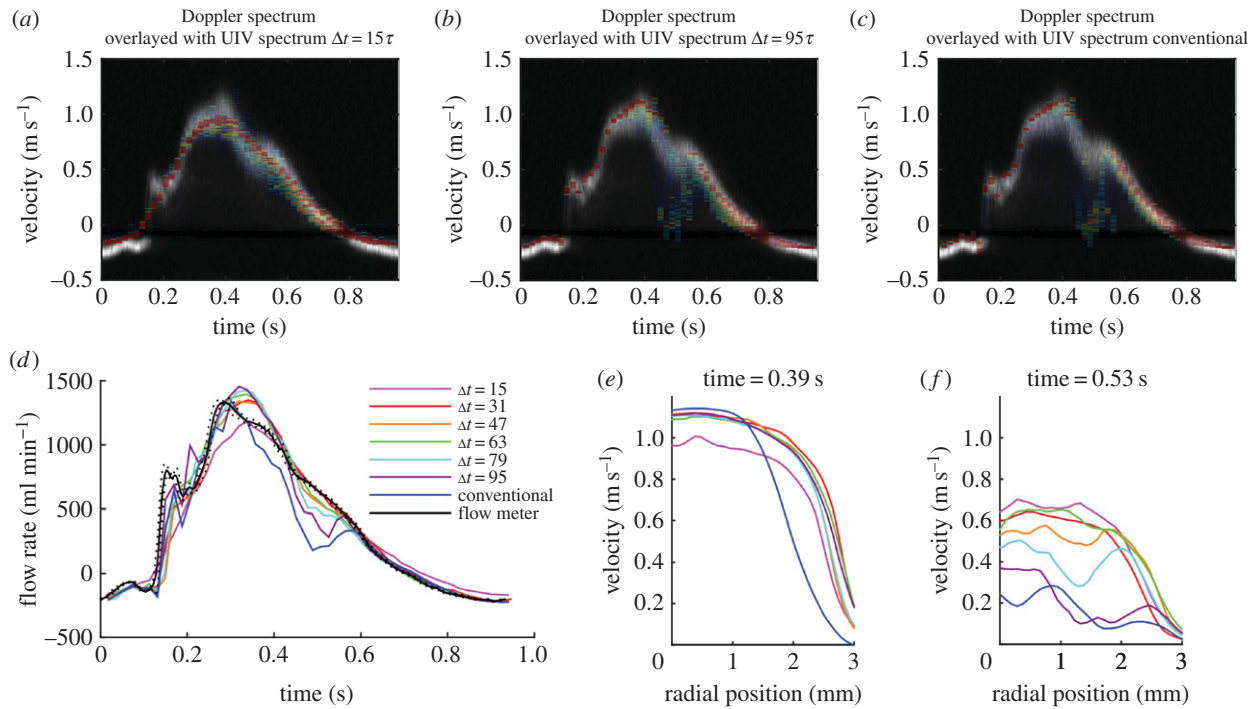 (a) Doppler spectrum
overlayed with UIV spectrum Δt = 15τ
1.5
1.0
0.5
0
–0.5
velocity (m s⁻¹)
0 0.2 0.4 0.6 0.8
time (s)
(b) Doppler spectrum
overlayed with UIV spectrum Δt = 95τ
1.5
1.0
0.5
0
–0.5
velocity (m s⁻¹)
0 0.2 0.4 0.6 0.8
time (s)
(c) Doppler spectrum
overlayed with UIV spectrum conventional
1.5
1.0
0.5
0
–0.5
velocity (m s⁻¹)
0 0.2 0.4 0.6 0.8
time (s)
(d)
1500
1000
500
0
–500
flow rate (ml min⁻¹)
Δt = 15
Δt = 31
Δt = 47
Δt = 63
Δt = 79
Δt = 95
conventional
flow meter
0 0.2 0.4 0.6 0.8 1.0
time (s)
(e) time = 0.39 s
1.0
0.8
0.6
0.4
0.2
velocity (m s⁻¹)
0 1 2 3
radial position (mm)
(f) time = 0.53 s
1.0
0.8
0.6
0.4
0.2
velocity (m s⁻¹)
0 1 2 3
radial position (mm)